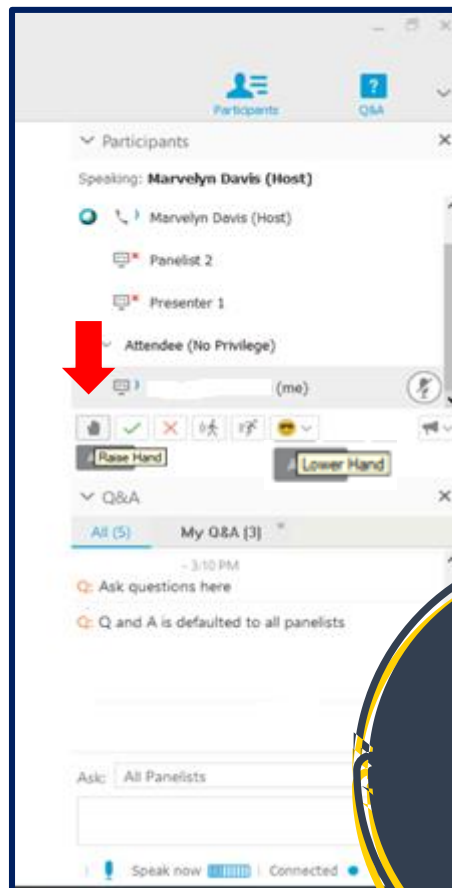 Participants
Q&A
Participants
Speaking: Marvelyn Davis (Host)
Marvelyn Davis (Host)
Panelist 2
Presenter 1
Attendee (No Privilege)
(me)
Raise Hand
Lower Hand
Q&A
All (5) My Q&A (3)
- 3:10 PM
Q: Ask questions here
Q: Q and A is defaulted to all panelists
Ask: All Panelists
Speak now Connected